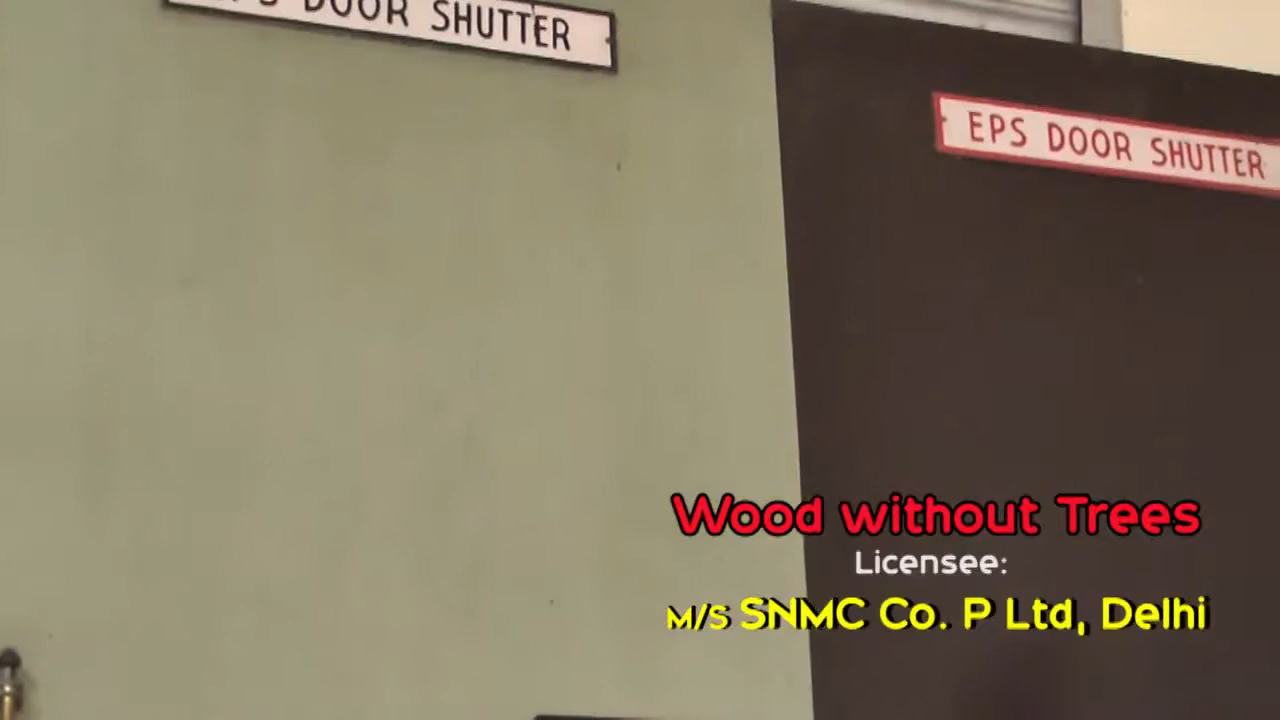 DOOR SHUTTER
EPS DOOR SHUTTER
Wood without Trees
Licensee:
M/S SNMC Co. P Ltd, Delhi